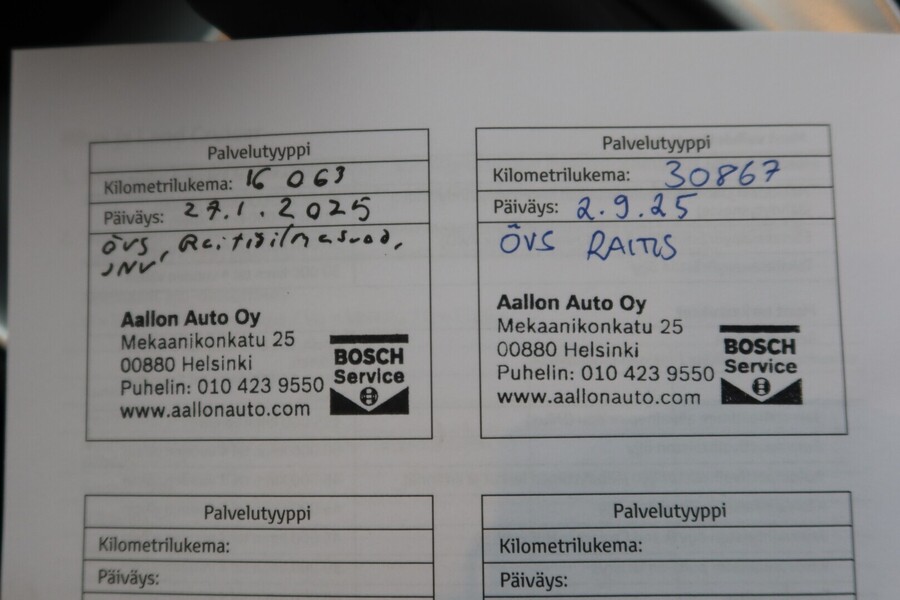 Palvelutyyppi
Kilometrilukema: 16 063
Päiväys: 27.1.2025
ÖVS, Raitisilmasuod,
JNV
Aallon Auto Oy
Mekaanikonkatu 25
00880 Helsinki
Puhelin: 010 423 9550
www.aallonauto.com
BOSCH
Service
Palvelutyyppi
Kilometrilukema: 30867
Päiväys: 2.9.25
ÖVS RAITIS
Aallon Auto Oy
Mekaanikonkatu 25
00880 Helsinki
Puhelin: 010 423 9550
www.aallonauto.com
BOSCH
Service
Palvelutyyppi
Kilometrilukema:
Päiväys:
Palvelutyyppi
Kilometrilukema:
Päiväys: